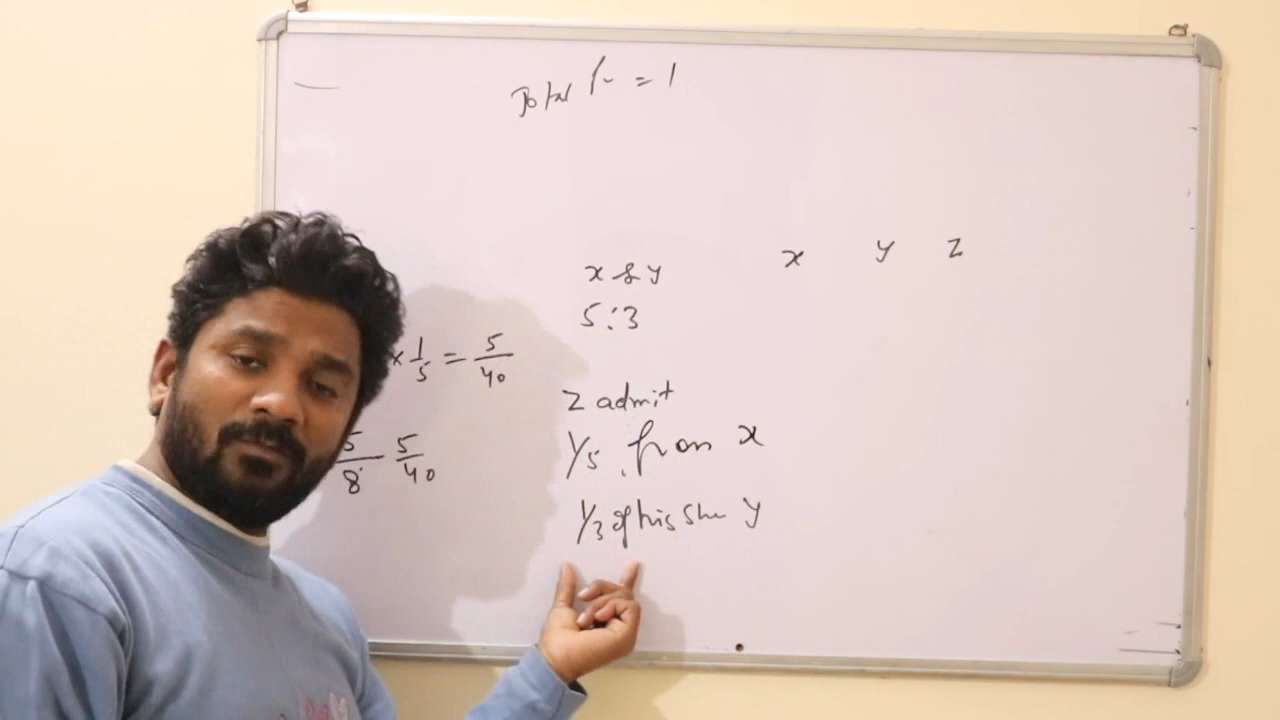 Total = 1
x & y
x y z
5:3
x 1/5 = 5/40
z admit
1/5 from x
5/8 - 5/40
1/3 of his y